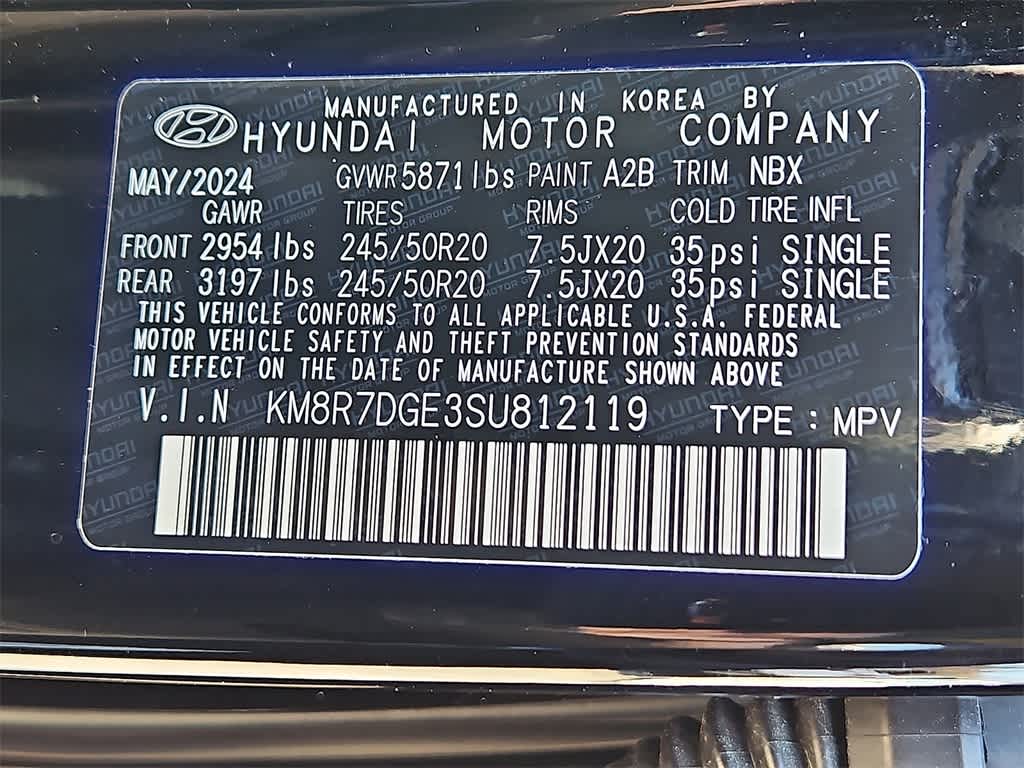 MANUFACTURED IN KOREA BY
HYUNDAI MOTOR COMPANY
MAY/2024 GVWR 5871 lbs PAINT A2B TRIM NBX
GAWR TIRES RIMS COLD TIRE INFL
FRONT 2954 lbs 245/50R20 7.5JX20 35psi SINGLE
REAR 3197 lbs 245/50R20 7.5JX20 35psi SINGLE
THIS VEHICLE CONFORMS TO ALL APPLICABLE U.S.A. FEDERAL
MOTOR VEHICLE SAFETY AND THEFT PREVENTION STANDARDS
IN EFFECT ON THE DATE OF MANUFACTURE SHOWN ABOVE
V.I.N KM8R7DGE3SU812119 TYPE : MPV